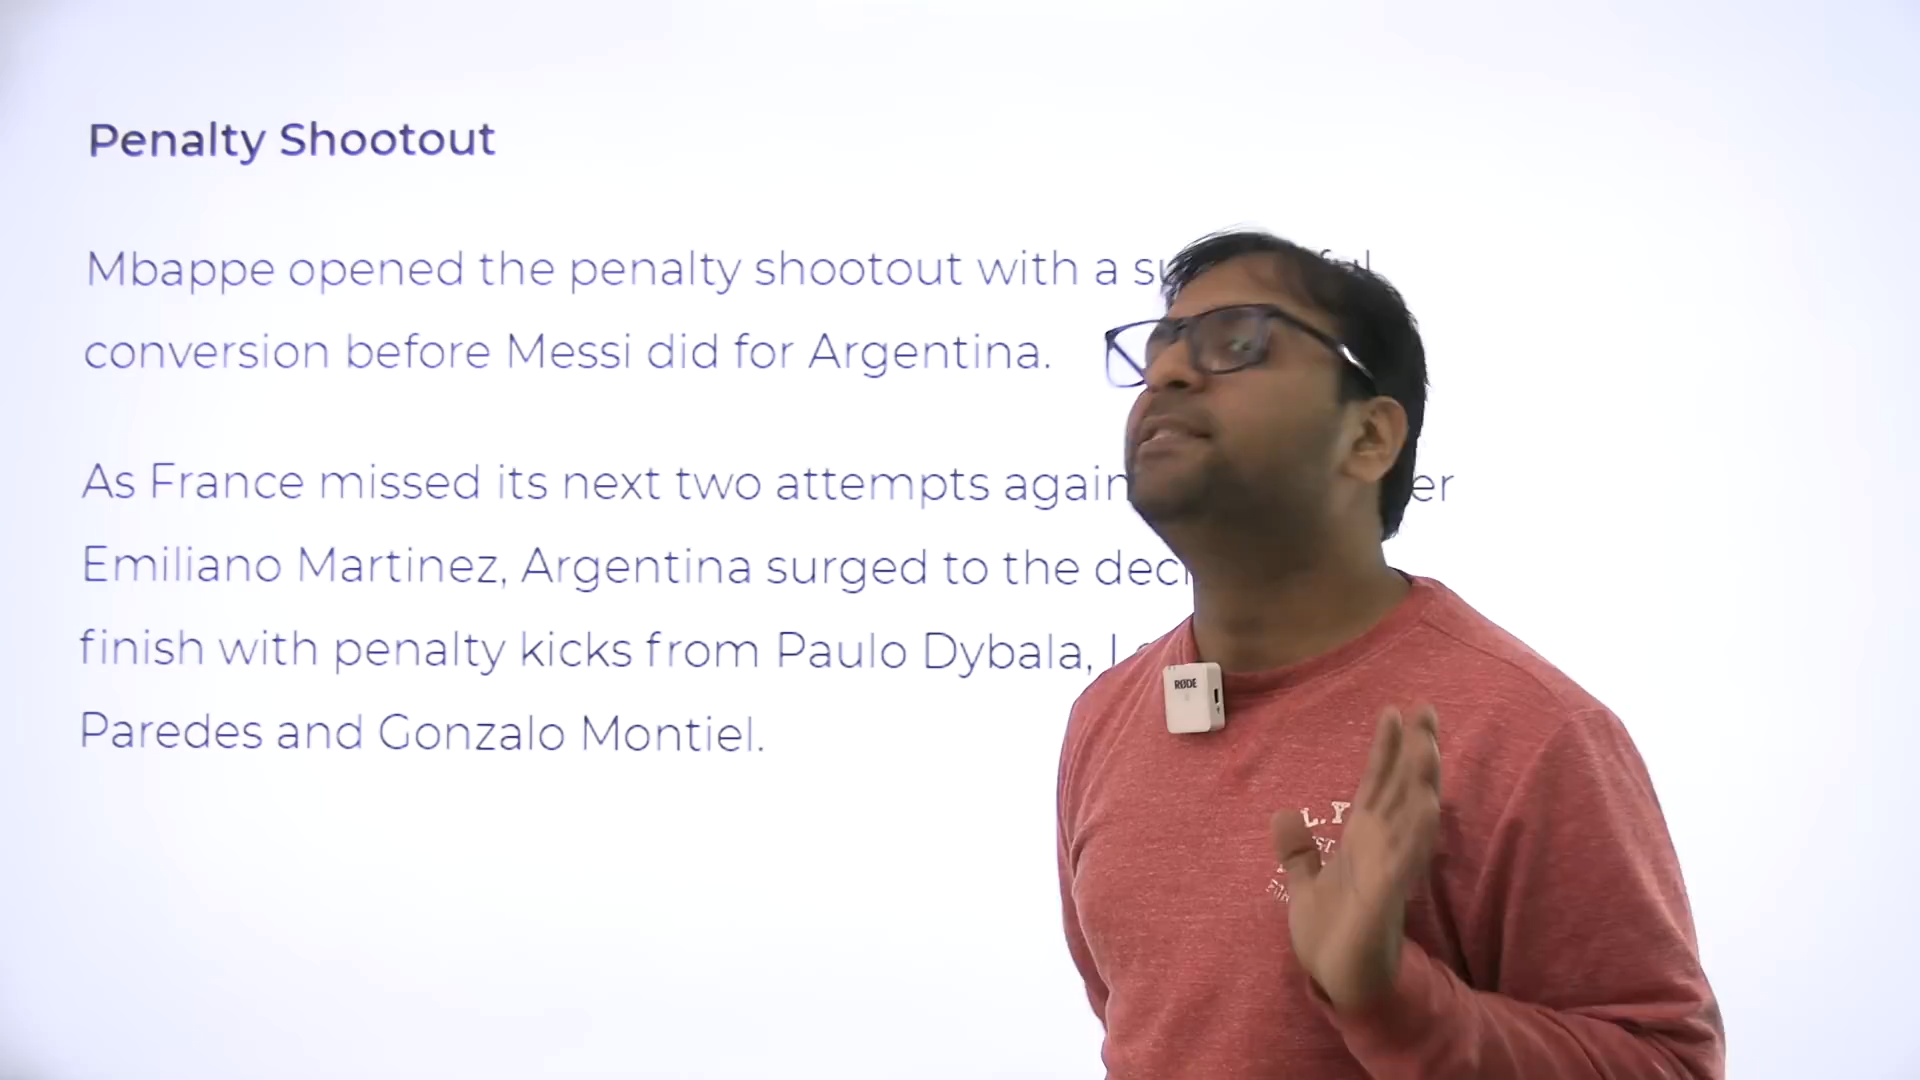 Penalty Shootout
Mbappe opened the penalty shootout with a
conversion before Messi did for Argentina.
As France missed its next two attempts
Emiliano Martinez, Argentina surged to the
finish with penalty kicks from Paulo Dybala,
Paredes and Gonzalo Montiel.
RØDE